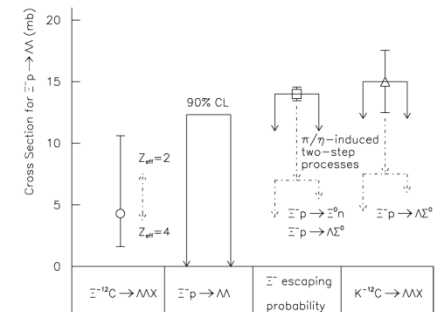 Cross Section for Ξ⁻p → ΛΛ (mb)
20
15
10
5
0
90% CL
Z_eff=2
Z_eff=4
π/η-induced
two-step
processes
Ξ⁻p → Ξ⁰n
Ξ⁻p → ΛΣ⁰
Ξ⁻p → ΛΣ⁰
Ξ⁻¹²C → ΛΛX
Ξ⁻p → ΛΛ
Ξ⁻ escaping
probability
K⁻¹²C → ΛΛX